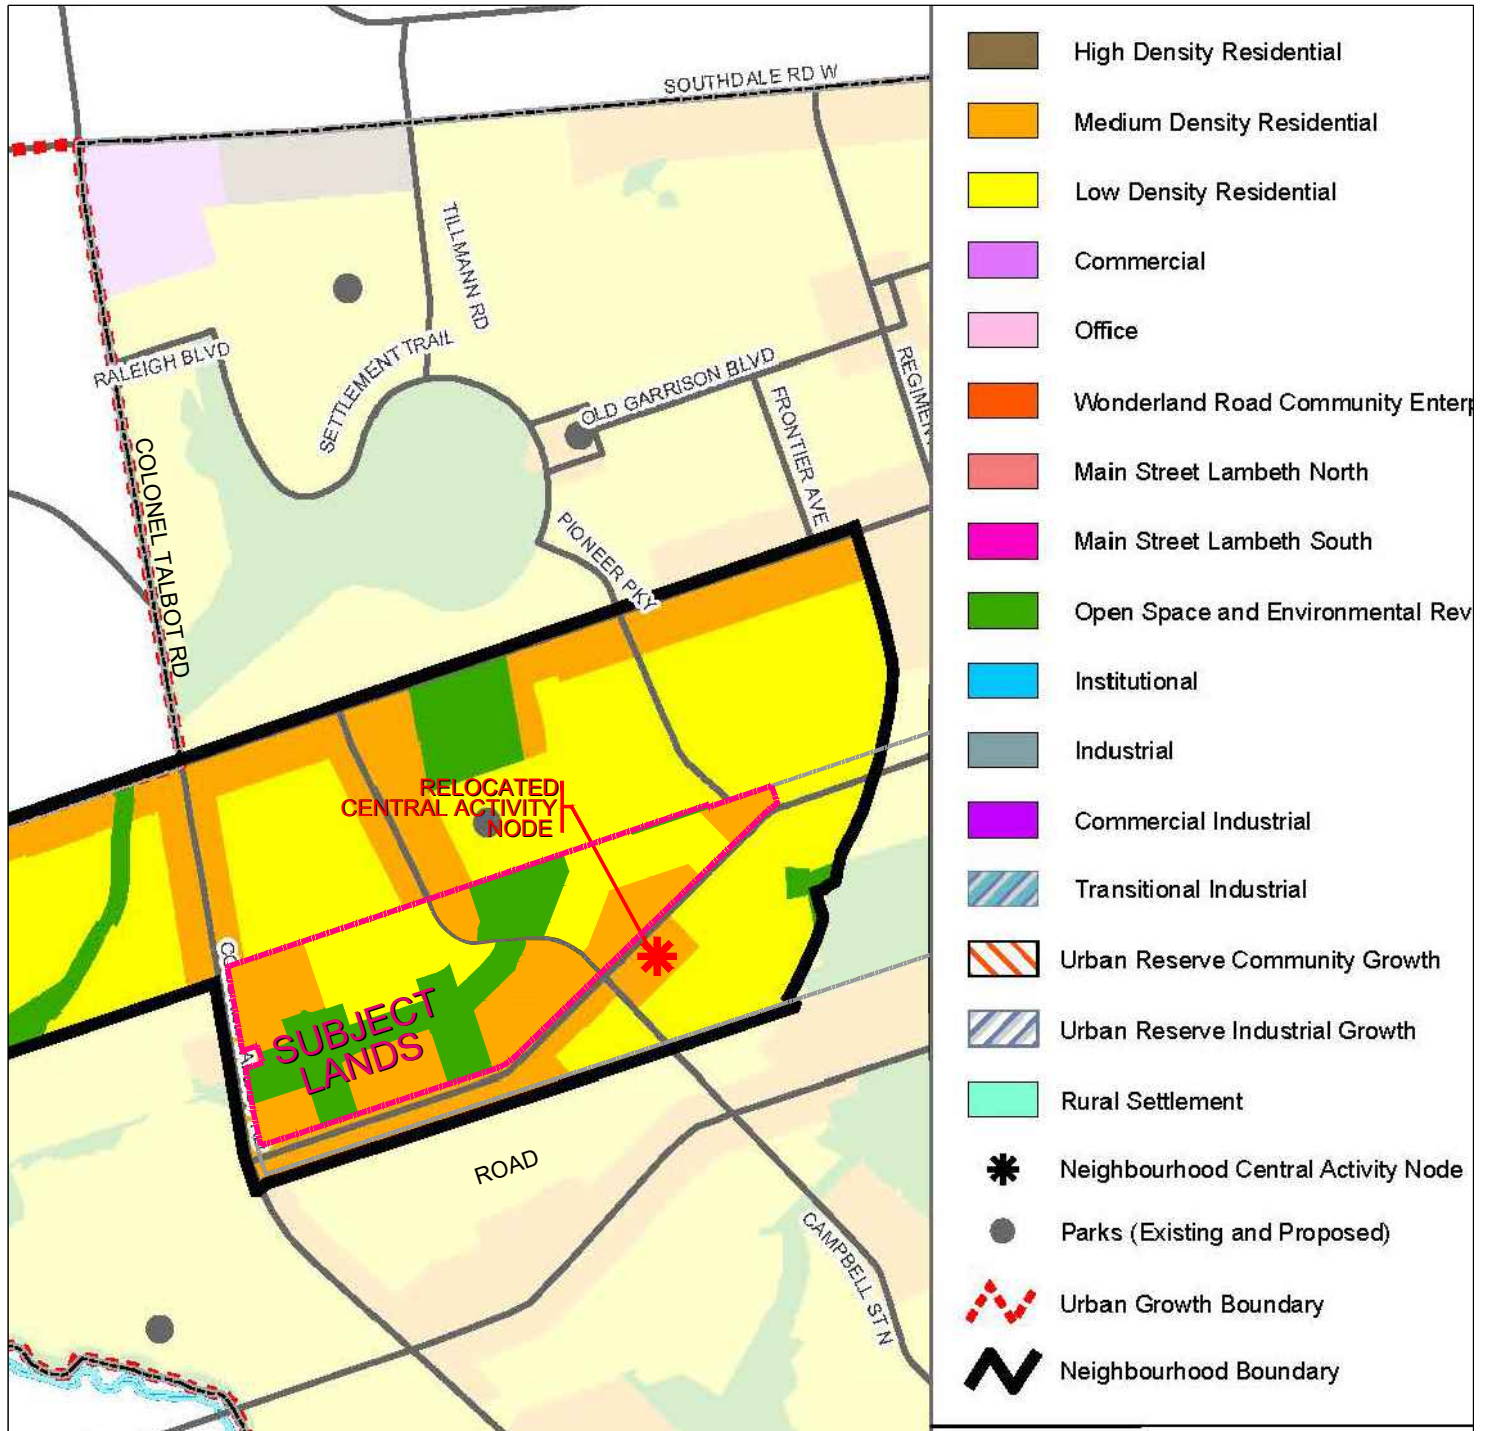 SOUTHDALE RD W
TILLMANN RD
RALEIGH BLVD
SETTLEMENT TRAIL
OLD GARRISON BLVD
REGIMENT
FRONTIER AVE
COLONEL TALBOT RD
PIONEER PKY
RELOCATED
CENTRAL ACTIVITY
NODE
SUBJECT
LANDS
ROAD
CAMPBELL ST N
High Density Residential
Medium Density Residential
Low Density Residential
Commercial
Office
Wonderland Road Community Enterp
Main Street Lambeth North
Main Street Lambeth South
Open Space and Environmental Rev
Institutional
Industrial
Commercial Industrial
Transitional Industrial
Urban Reserve Community Growth
Urban Reserve Industrial Growth
Rural Settlement
Neighbourhood Central Activity Node
Parks (Existing and Proposed)
Urban Growth Boundary
Neighbourhood Boundary